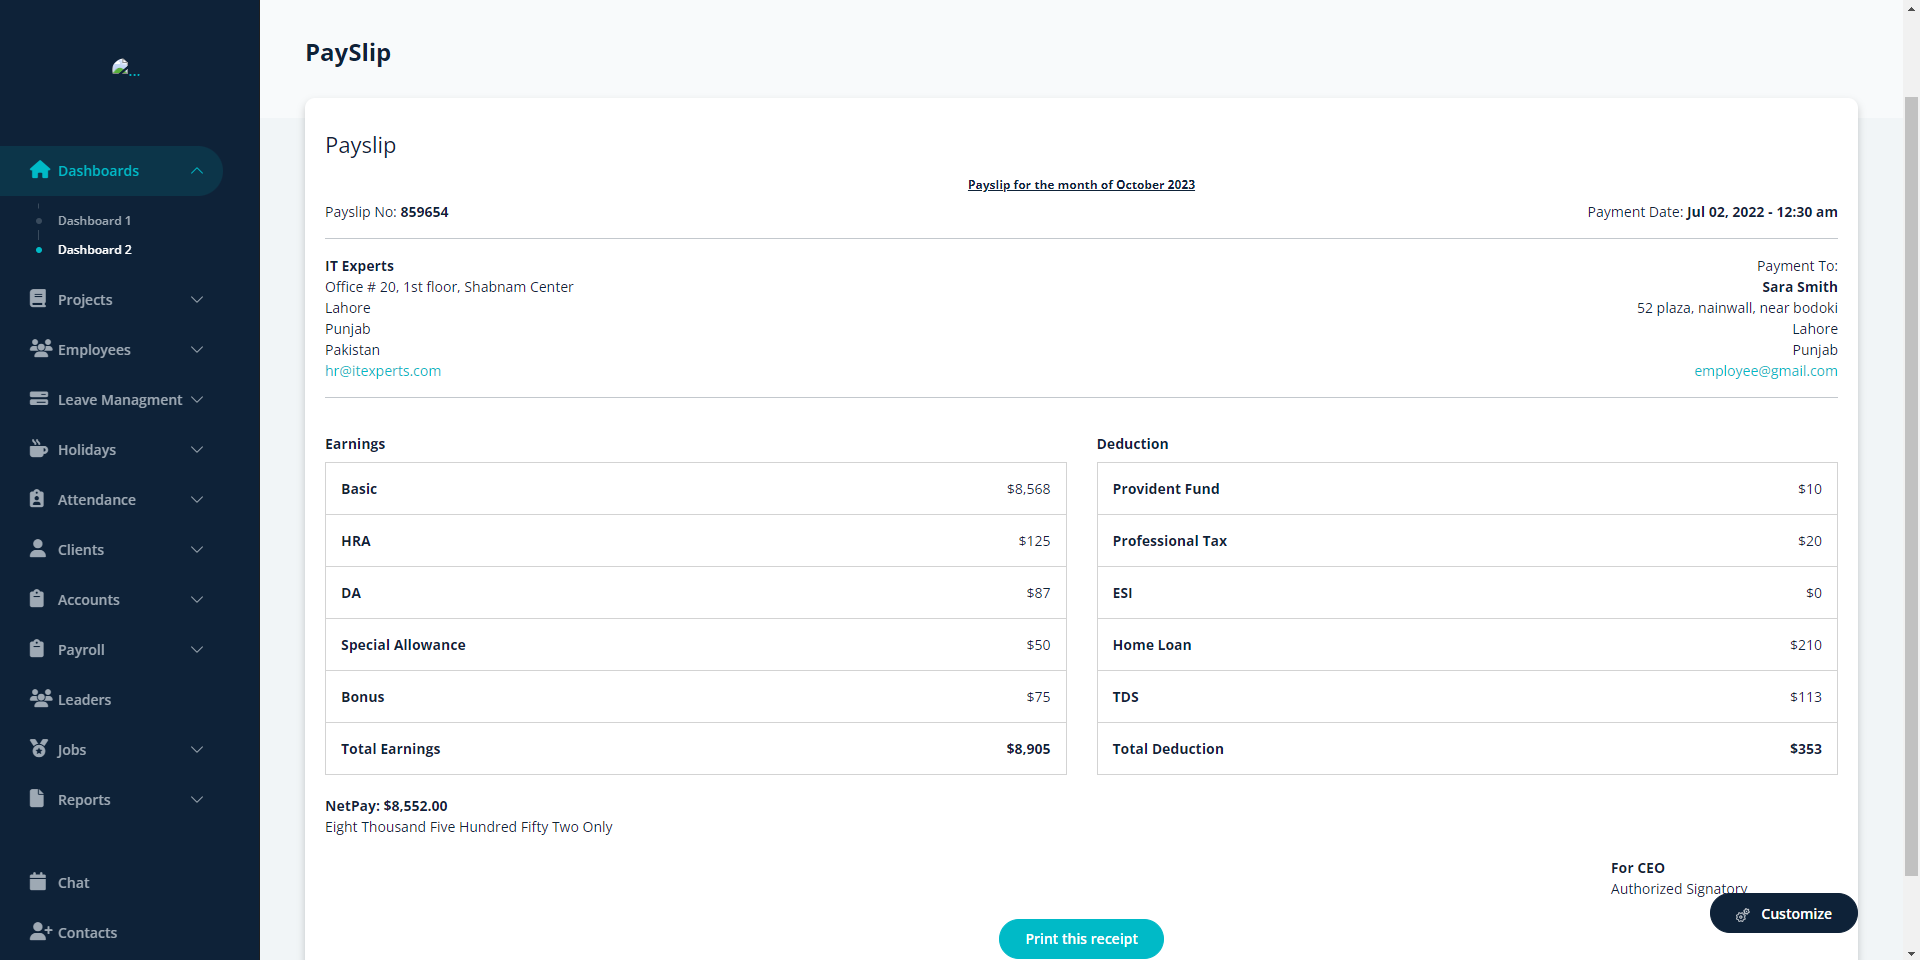 ...
Dashboards
Dashboard 1
Dashboard 2
Projects
Employees
Leave Managment
Holidays
Attendance
Clients
Accounts
Payroll
Leaders
Jobs
Reports
Chat
Contacts
PaySlip
Payslip
Payslip for the month of October 2023
Payslip No: 859654
Payment Date: Jul 02, 2022 - 12:30 am
IT Experts
Office # 20, 1st floor, Shabnam Center
Lahore
Punjab
Pakistan
hr@itexperts.com
Payment To:
Sara Smith
52 plaza, nainwall, near bodoki
Lahore
Punjab
employee@gmail.com
Earnings
Basic $8,568
HRA $125
DA $87
Special Allowance $50
Bonus $75
Total Earnings $8,905
Deduction
Provident Fund $10
Professional Tax $20
ESI $0
Home Loan $210
TDS $113
Total Deduction $353
NetPay: $8,552.00
Eight Thousand Five Hundred Fifty Two Only
For CEO
Authorized Signatory
Customize
Print this receipt